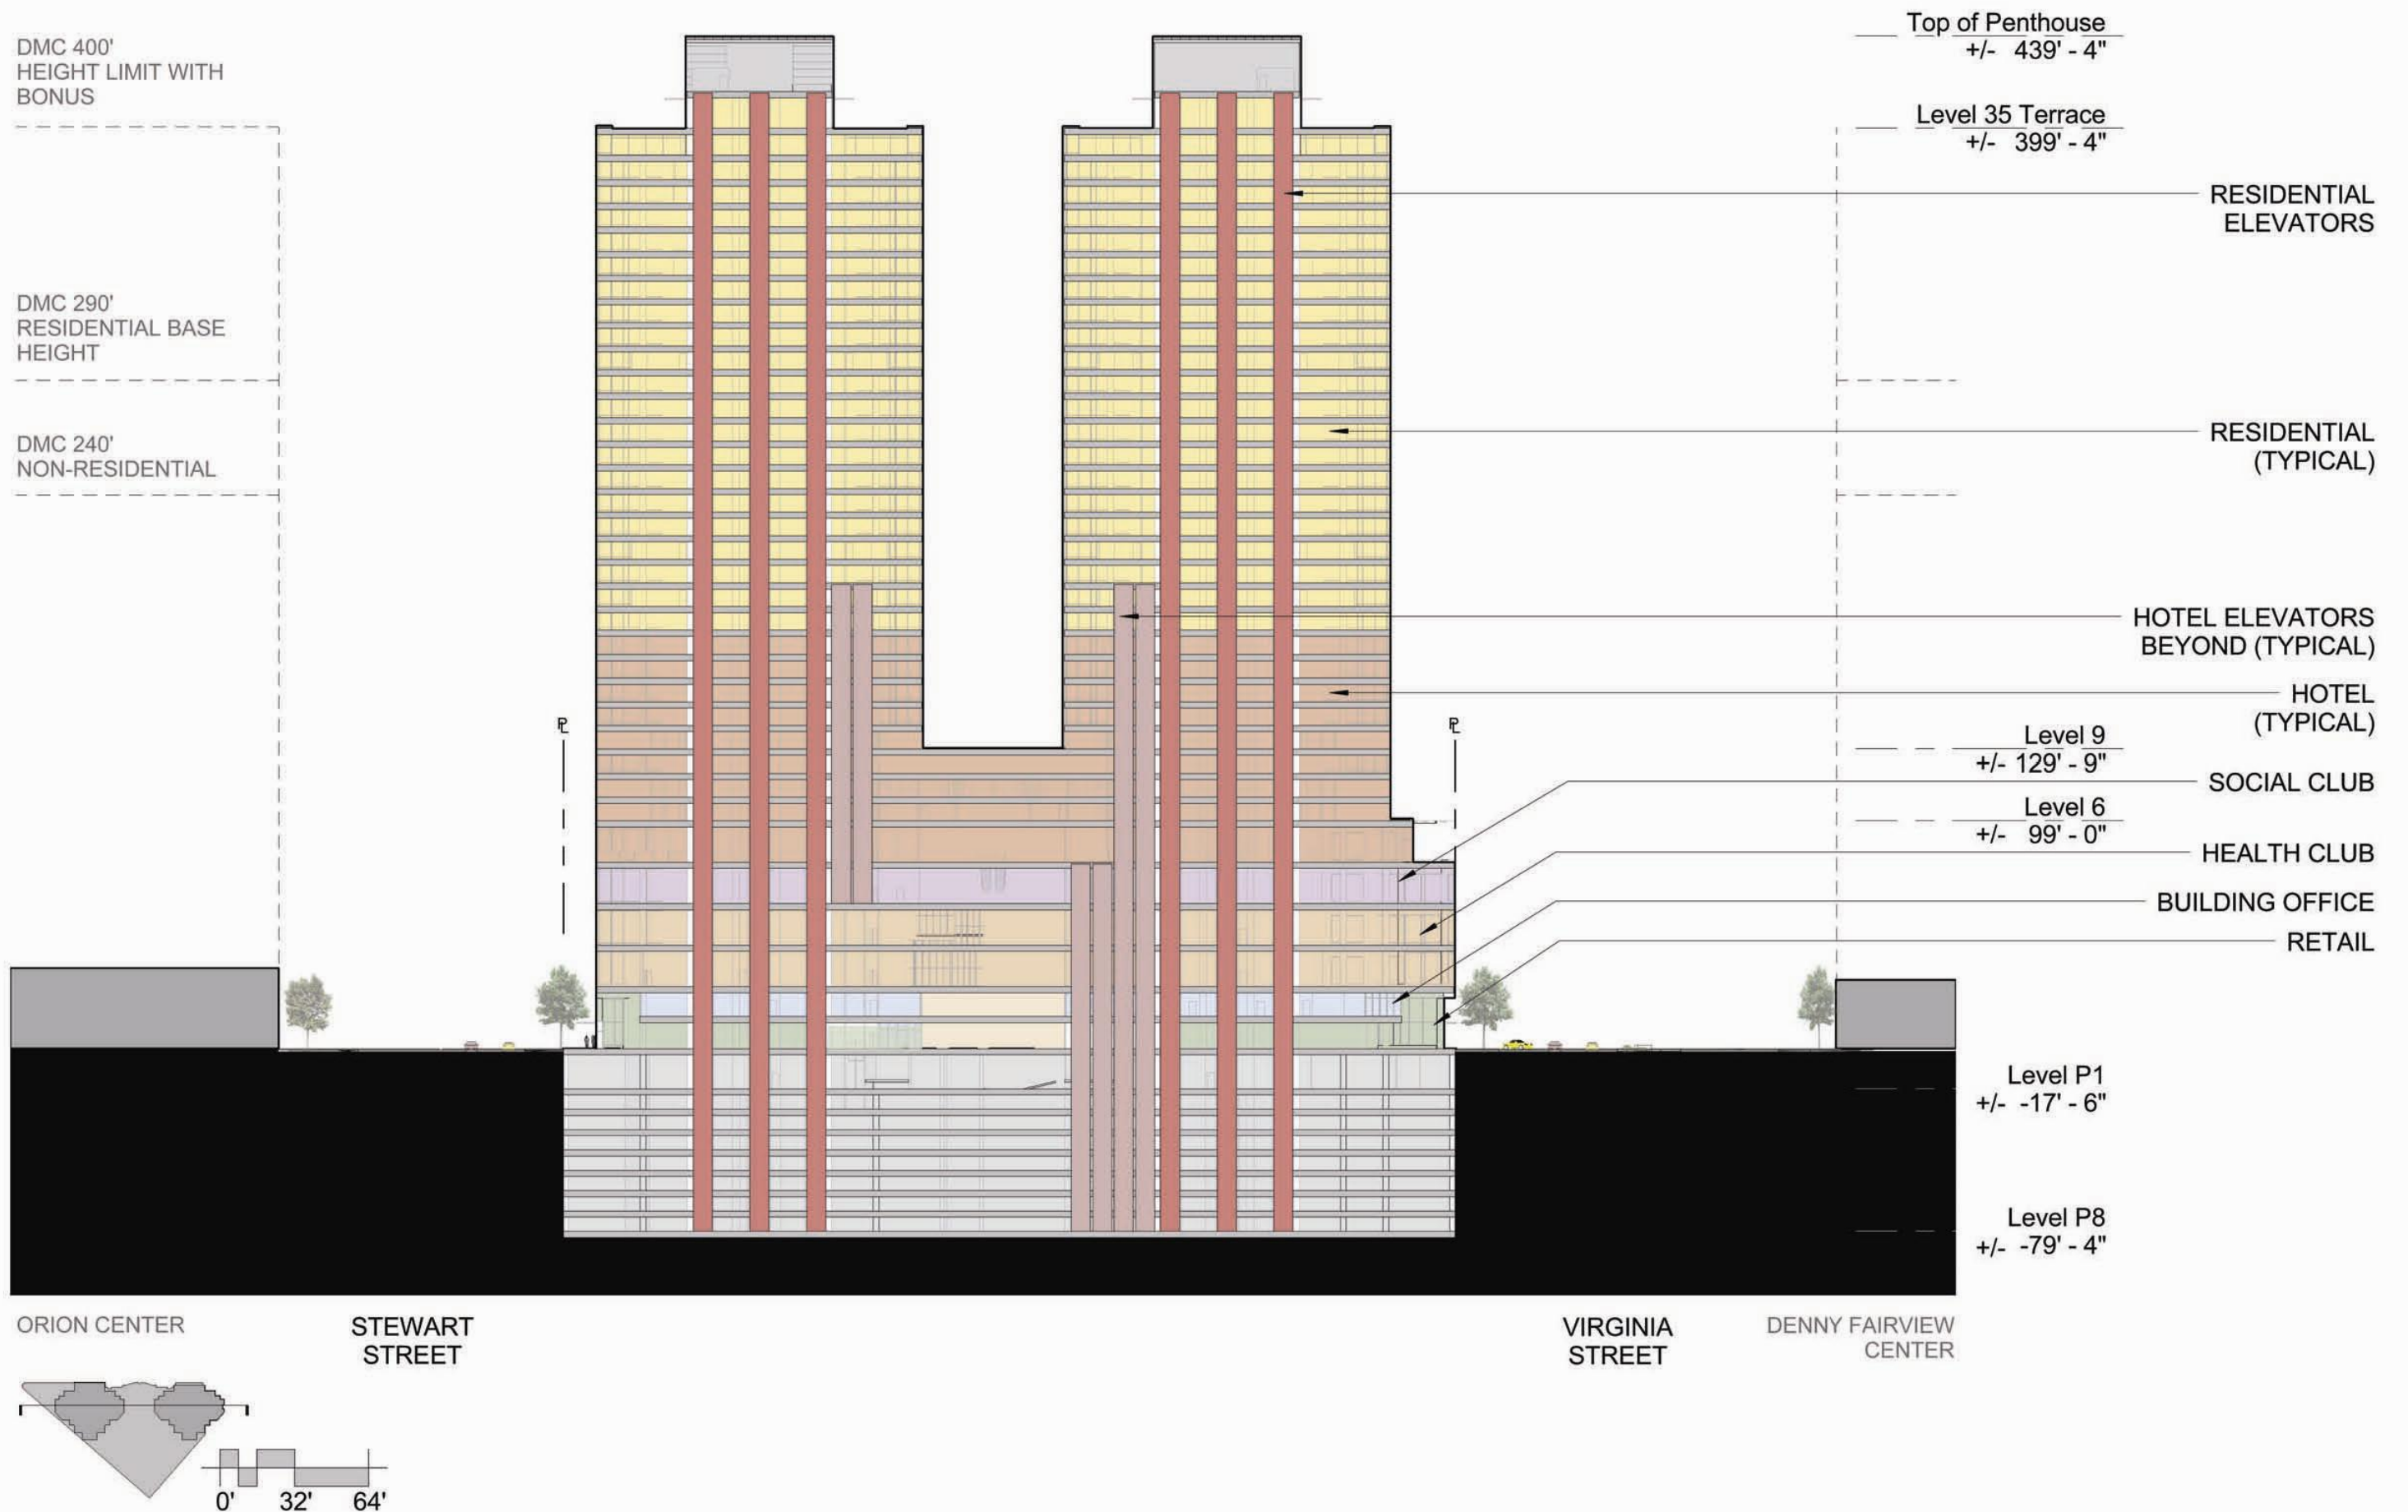 DMC 400'
HEIGHT LIMIT WITH
BONUS
DMC 290'
RESIDENTIAL BASE
HEIGHT
DMC 240'
NON-RESIDENTIAL
Top of Penthouse
+/- 439' - 4"
Level 35 Terrace
+/- 399' - 4"
RESIDENTIAL
ELEVATORS
RESIDENTIAL
(TYPICAL)
HOTEL ELEVATORS
BEYOND (TYPICAL)
HOTEL
(TYPICAL)
PL
PL
Level 9
+/- 129' - 9"
SOCIAL CLUB
Level 6
+/- 99' - 0"
HEALTH CLUB
BUILDING OFFICE
RETAIL
Level P1
+/- -17' - 6"
Level P8
+/- -79' - 4"
ORION CENTER
STEWART
STREET
VIRGINIA
STREET
DENNY FAIRVIEW
CENTER
0' 32' 64'